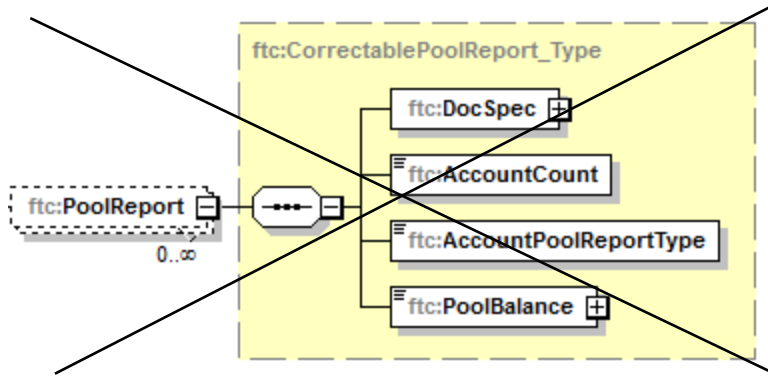 ftc:CorrectablePoolReport_Type
ftc:DocSpec
ftc:AccountCount
ftc:PoolReport
0..∞
ftc:AccountPoolReportType
ftc:PoolBalance